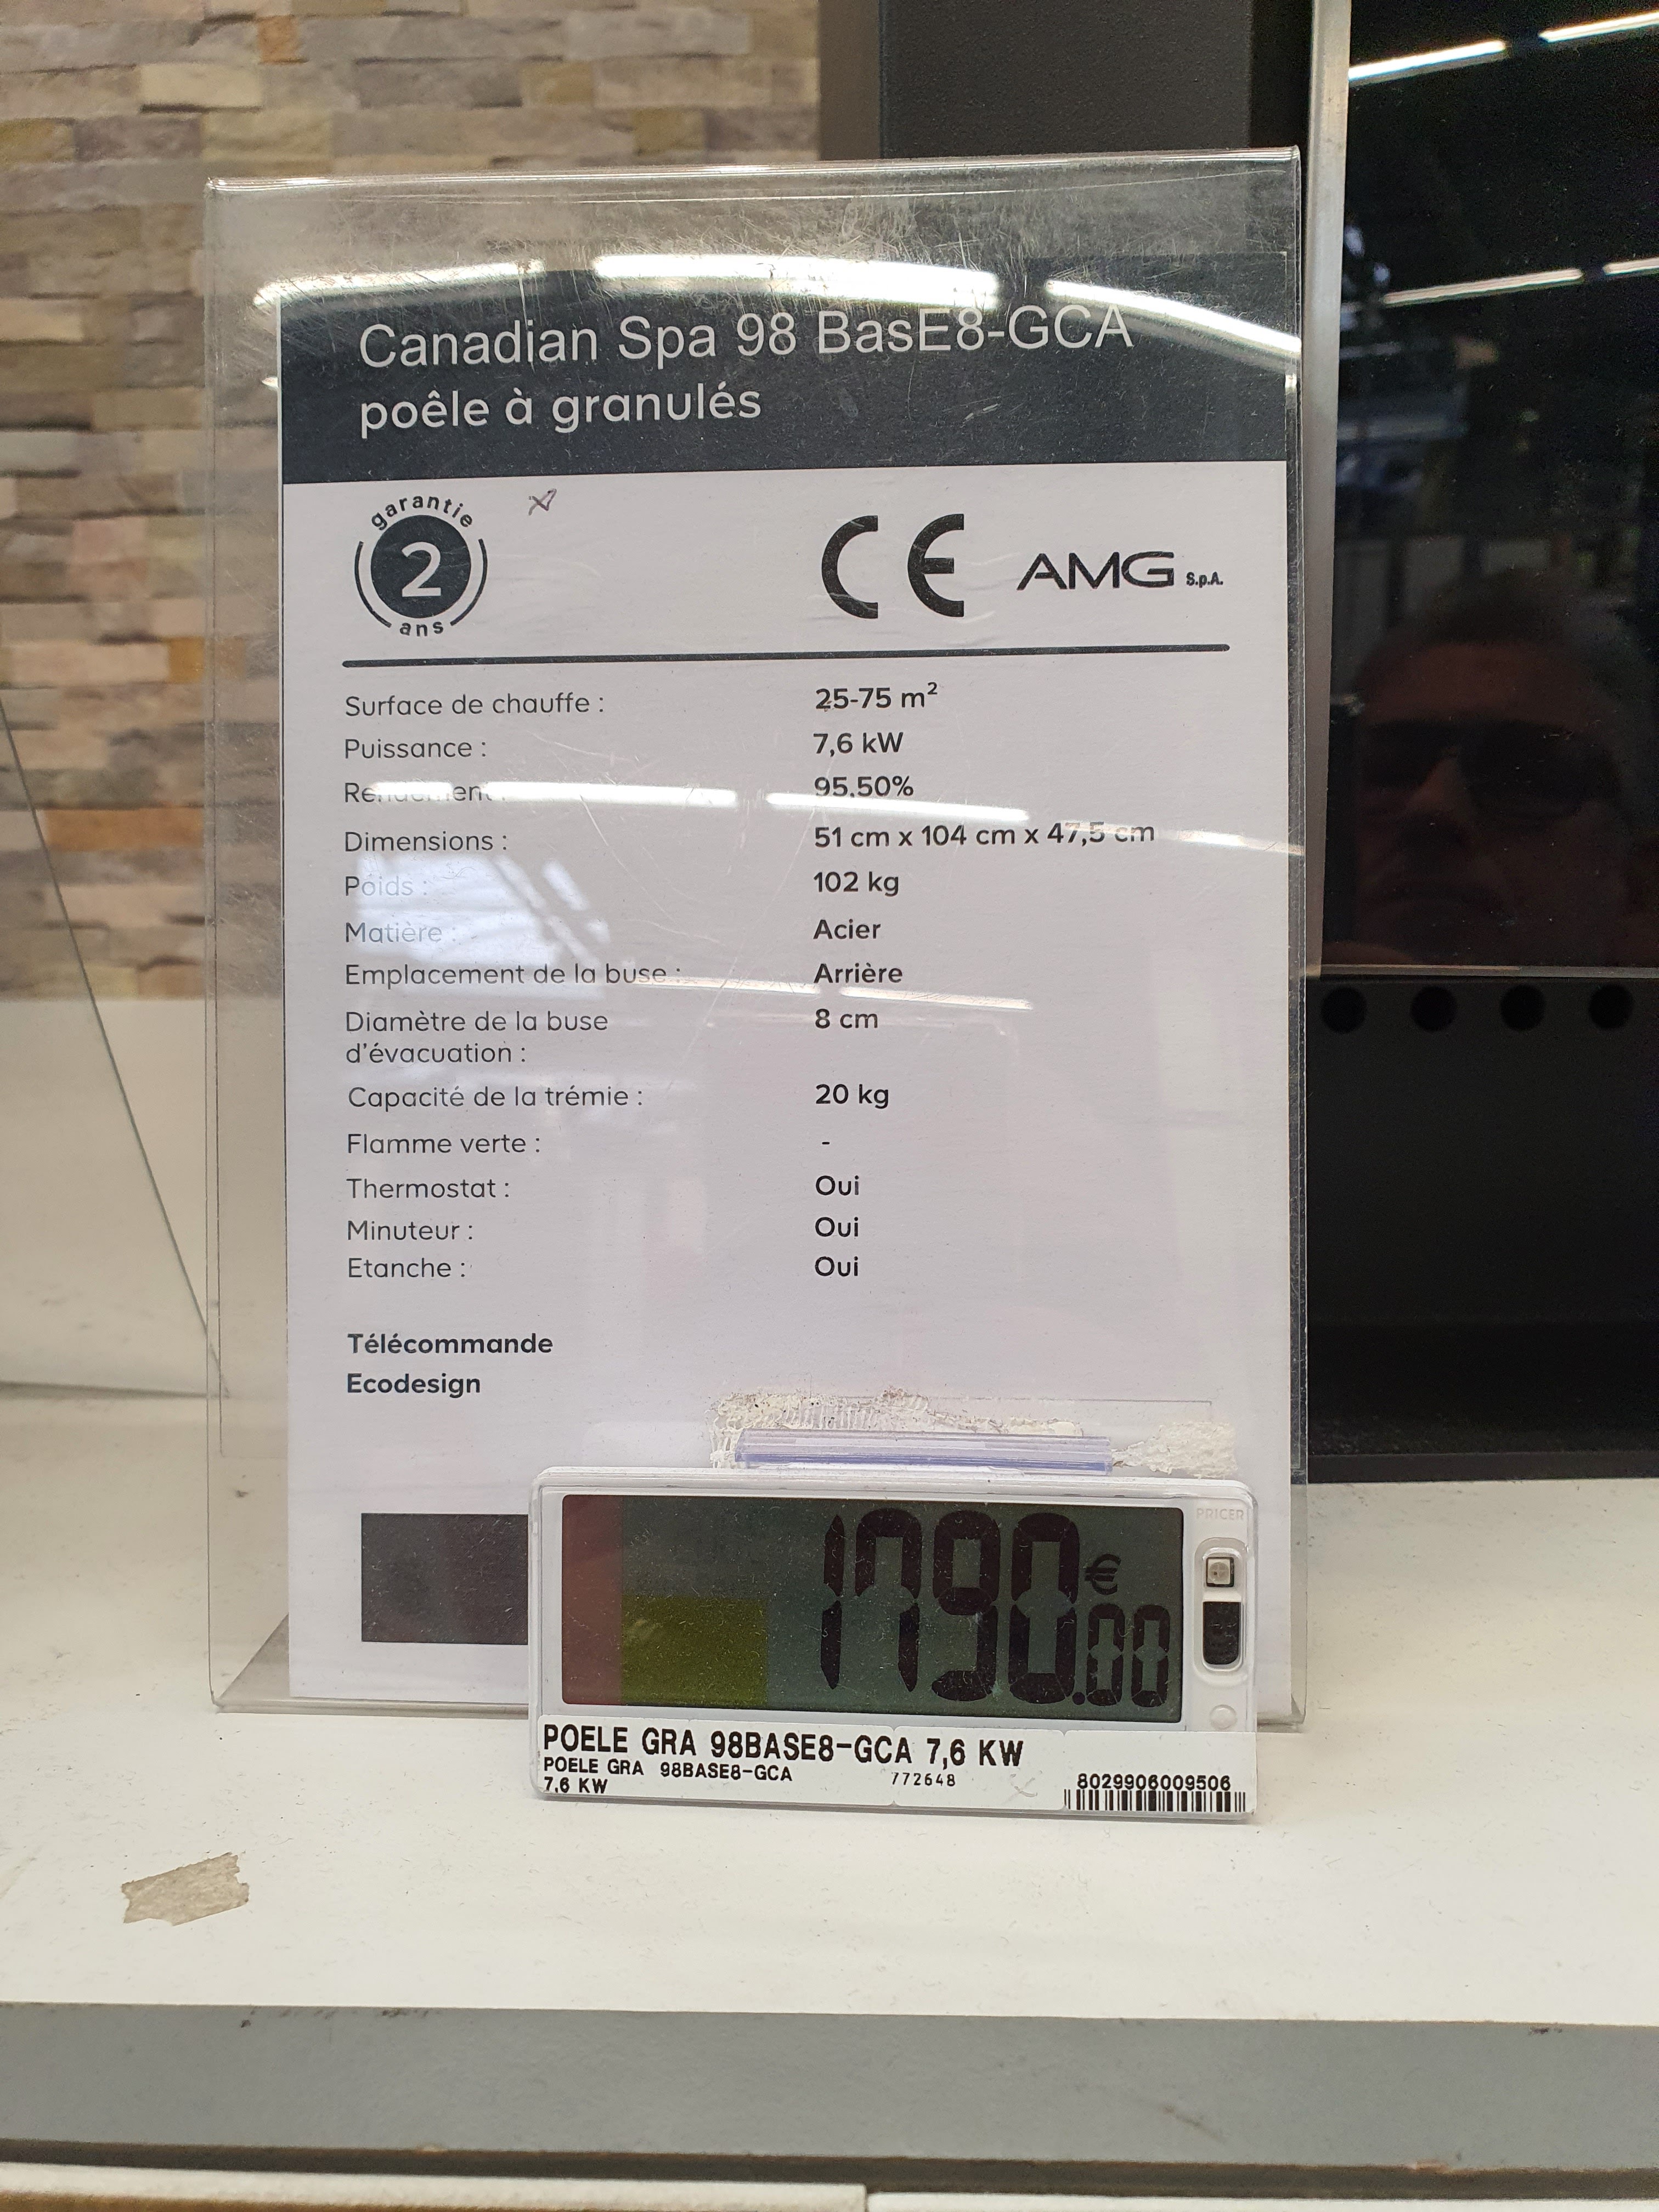 Canadian Spa 98 BasE8-GCA
poêle à granulés
garantie
2
ans
CE AMG S.p.A.
Surface de chauffe : 25-75 m²
Puissance : 7,6 kW
Rendement : 95.50%
Dimensions : 51 cm x 104 cm x 47,5 cm
Poids : 102 kg
Matière : Acier
Emplacement de la buse : Arrière
Diamètre de la buse 8 cm
d'évacuation :
Capacité de la trémie : 20 kg
Flamme verte : -
Thermostat : Oui
Minuteur : Oui
Etanche : Oui
Télécommande
Ecodesign
PRICER
1790€.00
POELE GRA 98BASE8-GCA 7,6 KW
POELE GRA 98BASE8-GCA 772648 8029906009506
7,6 KW